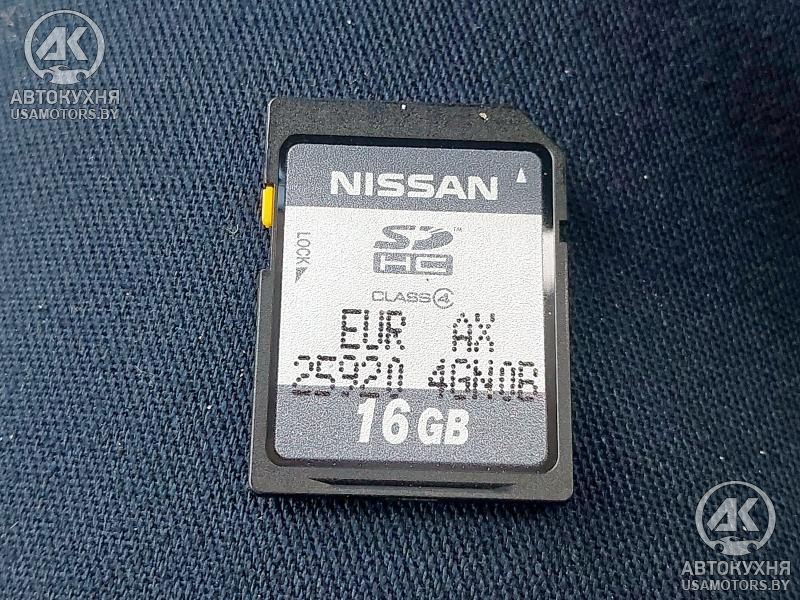 AK
АВТОКУХНЯ
USAMOTORS.BY
NISSAN
SD™
HC
LOCK
CLASS 4
EUR AX
25920 4GN0B
16 GB
AK
АВТОКУХНЯ
USAMOTORS.BY